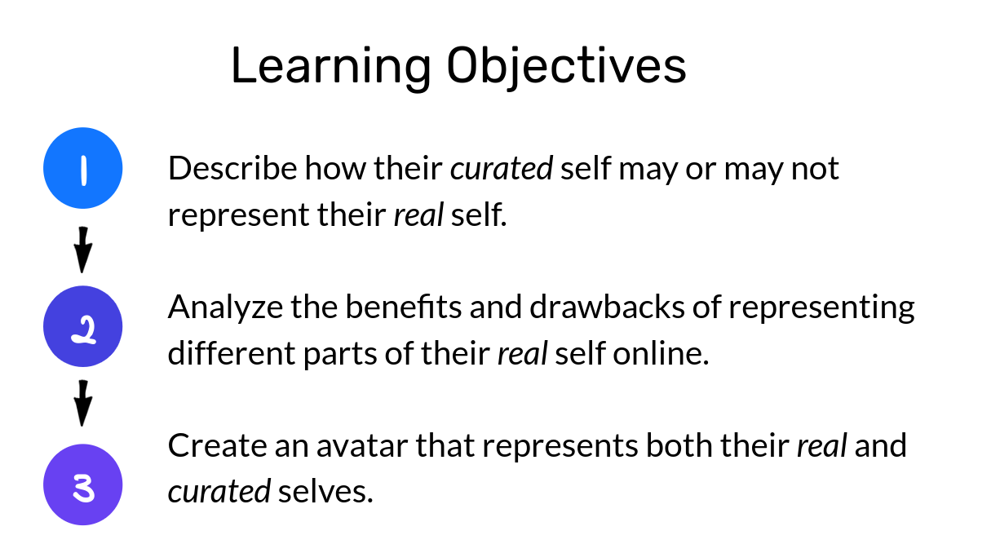 Learning Objectives
1
Describe how their curated self may or may not
represent their real self.
2
Analyze the benefits and drawbacks of representing
different parts of their real self online.
3
Create an avatar that represents both their real and
curated selves.